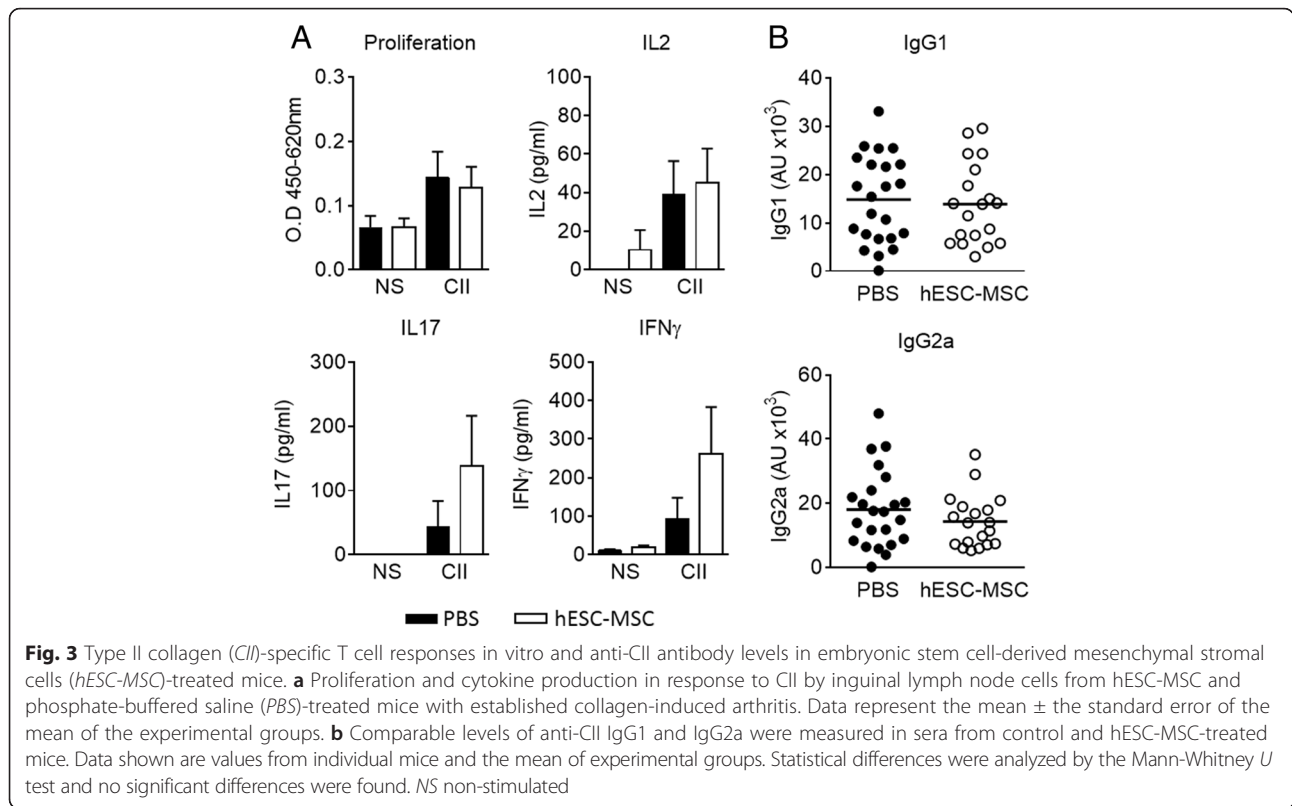 A
Proliferation
O.D 450-620nm
0.3
0.2
0.1
0.0
NS CII
IL2
IL2 (pg/ml)
100
80
60
40
20
0
NS CII
IL17
IL17 (pg/ml)
300
200
100
0
NS CII
IFNγ
IFNγ (pg/ml)
500
400
300
200
100
0
NS CII
PBS hESC-MSC
B
IgG1
IgG1 (AU x10³)
40
30
20
10
0
PBS hESC-MSC
IgG2a
IgG2a (AU x10³)
60
40
20
0
PBS hESC-MSC
Fig. 3 Type II collagen (CII)-specific T cell responses in vitro and anti-CII antibody levels in embryonic stem cell-derived mesenchymal stromal
cells (hESC-MSC)-treated mice. a Proliferation and cytokine production in response to CII by inguinal lymph node cells from hESC-MSC and
phosphate-buffered saline (PBS)-treated mice with established collagen-induced arthritis. Data represent the mean ± the standard error of the
mean of the experimental groups. b Comparable levels of anti-CII IgG1 and IgG2a were measured in sera from control and hESC-MSC-treated
mice. Data shown are values from individual mice and the mean of experimental groups. Statistical differences were analyzed by the Mann-Whitney U
test and no significant differences were found. NS non-stimulated